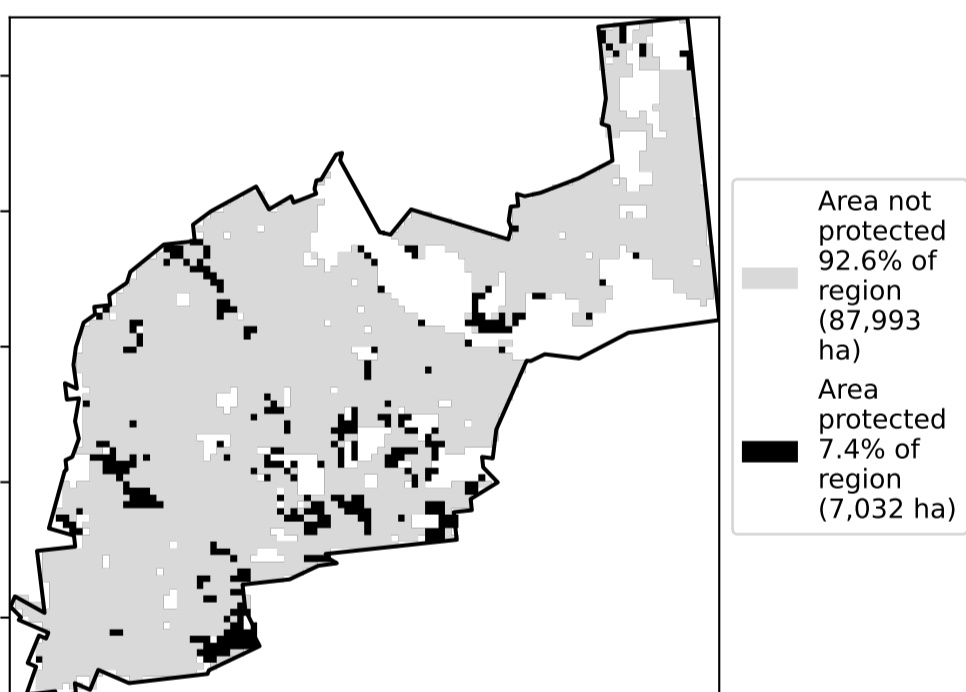 Area not
protected
92.6% of
region
(87,993
ha)
Area
protected
7.4% of
region
(7,032 ha)